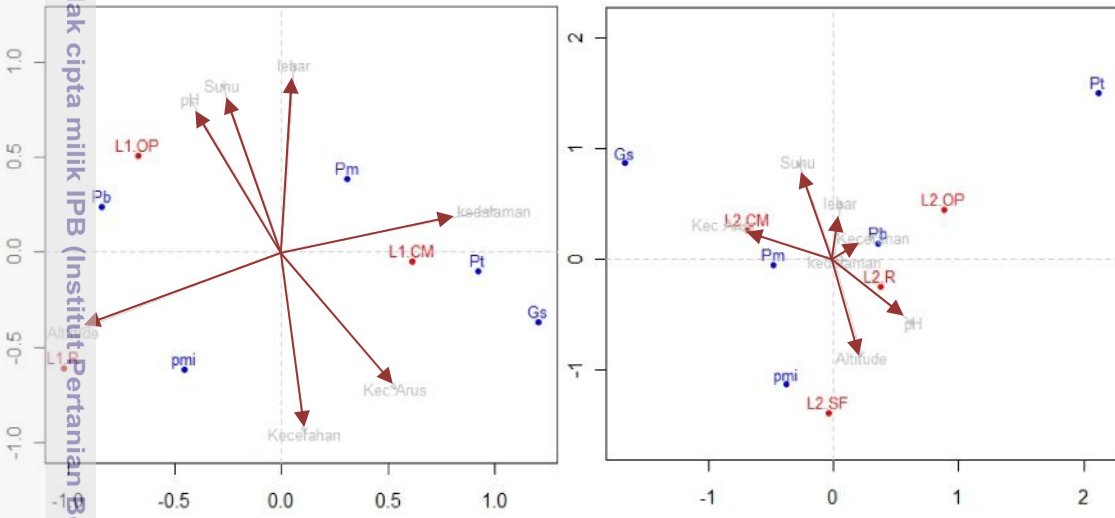 lak cipta milik IPB (Institut Pertanian B
1.0
0.5
0.0
-0.5
-1.0
lebar
Suhu
pH
L1.OP
Pb
Pm
kedalaman
L1.CM
Pt
Gs
Altitude
L1.R
pmi
Kec.Arus
Kecerahan
-1.0
-0.5
0.0
0.5
1.0
2
1
0
-1
Pt
Gs
Suhu
L2.OP
lebar
L2.CM
Kec.Arus
Kecerahan
Pb
Pm
kedalaman
L2.R
pH
Altitude
pmi
L2.SF
-1
0
1
2